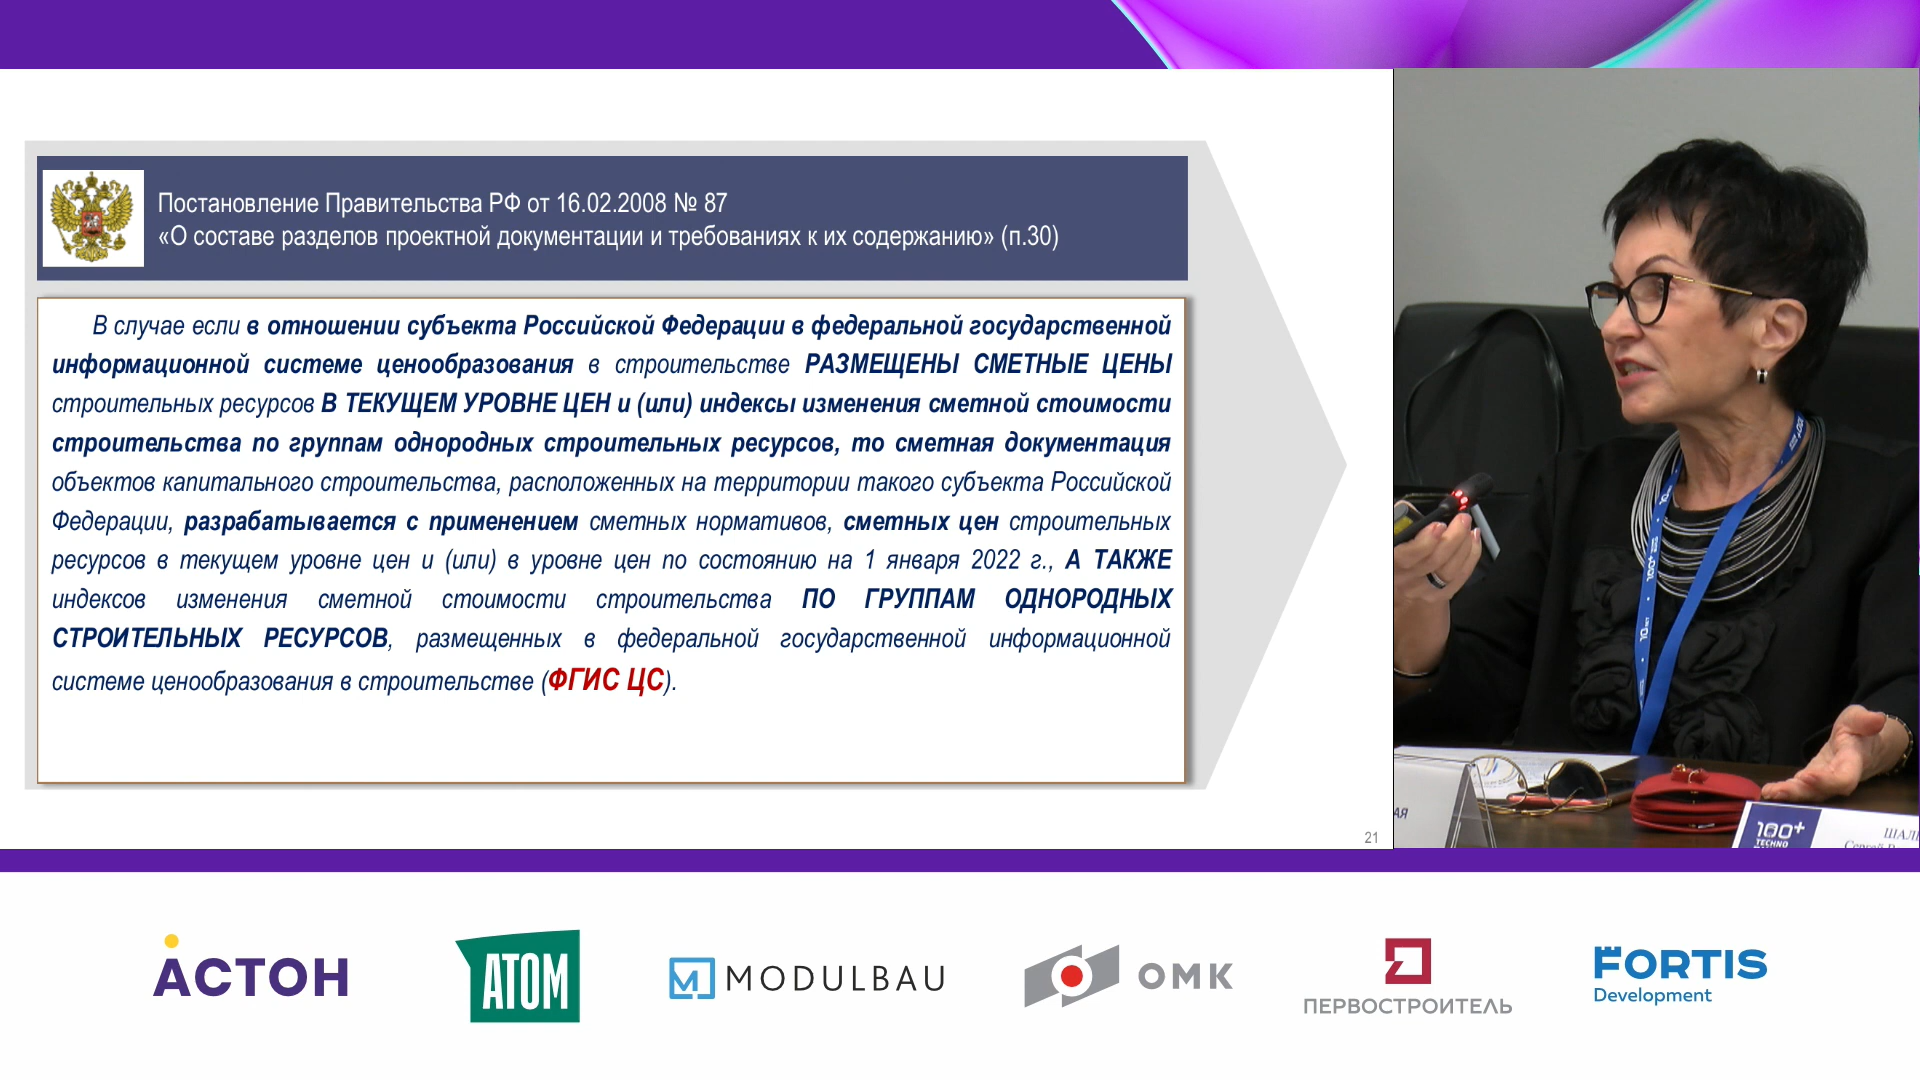 Постановление Правительства РФ от 16.02.2008 № 87
«О составе разделов проектной документации и требованиях к их содержанию» (п.30)
В случае если в отношении субъекта Российской Федерации в федеральной государственной
информационной системе ценообразования в строительстве РАЗМЕЩЕНЫ СМЕТНЫЕ ЦЕНЫ
строительных ресурсов В ТЕКУЩЕМ УРОВНЕ ЦЕН и (или) индексы изменения сметной стоимости
строительства по группам однородных строительных ресурсов, то сметная документация
объектов капитального строительства, расположенных на территории такого субъекта Российской
Федерации, разрабатывается с применением сметных нормативов, сметных цен строительных
ресурсов в текущем уровне цен и (или) в уровне цен по состоянию на 1 января 2022 г., А ТАКЖЕ
индексов изменения сметной стоимости строительства ПО ГРУППАМ ОДНОРОДНЫХ
СТРОИТЕЛЬНЫХ РЕСУРСОВ, размещенных в федеральной государственной информационной
системе ценообразования в строительстве (ФГИС ЦС).
21
100+
TECHNO
АСТОН
АТОМ
MODULBAU
ОМК
ПЕРВОСТРОИТЕЛЬ
FORTIS
Development